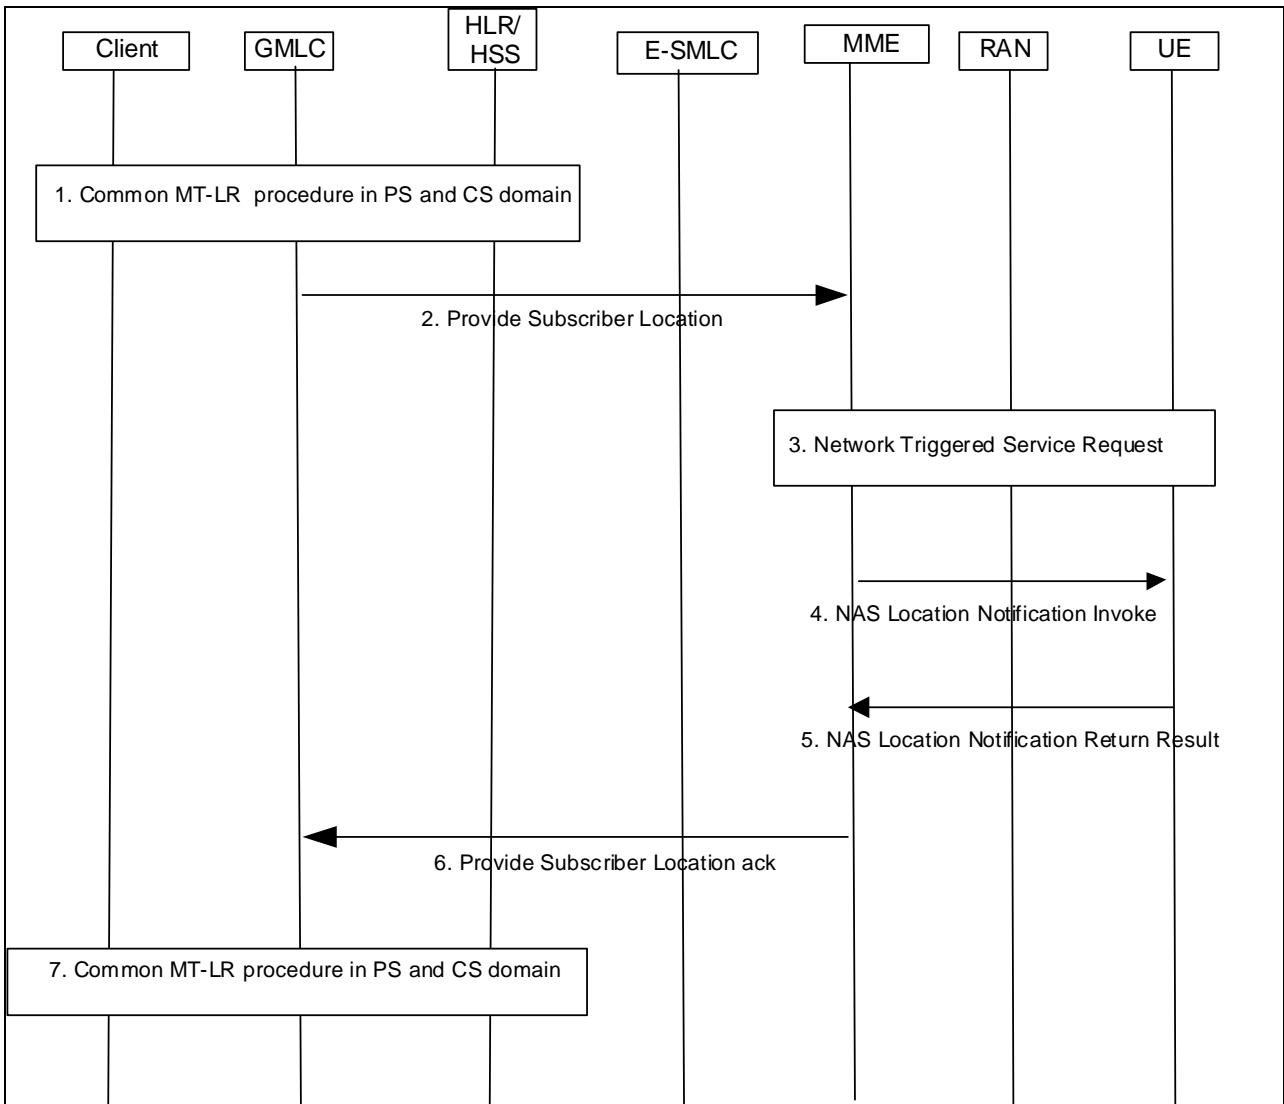 Client
GMLC
HLR/
HSS
E-SMLC
MME
RAN
UE
1. Common MT-LR procedure in PS and CS domain
2. Provide Subscriber Location
3. Network Triggered Service Request
4. NAS Location Notification Invoke
5. NAS Location Notification Return Result
6. Provide Subscriber Location ack
7. Common MT-LR procedure in PS and CS domain